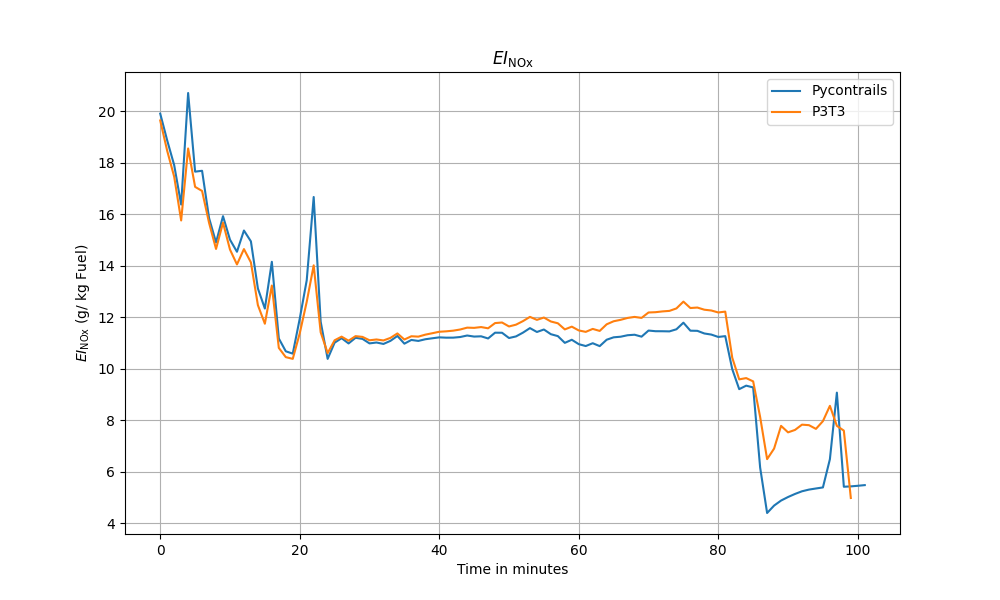 EI_NOx
Pycontrails
P3T3
EI_NOx (g/ kg Fuel)
20
18
16
14
12
10
8
6
4
0 20 40 60 80 100
Time in minutes